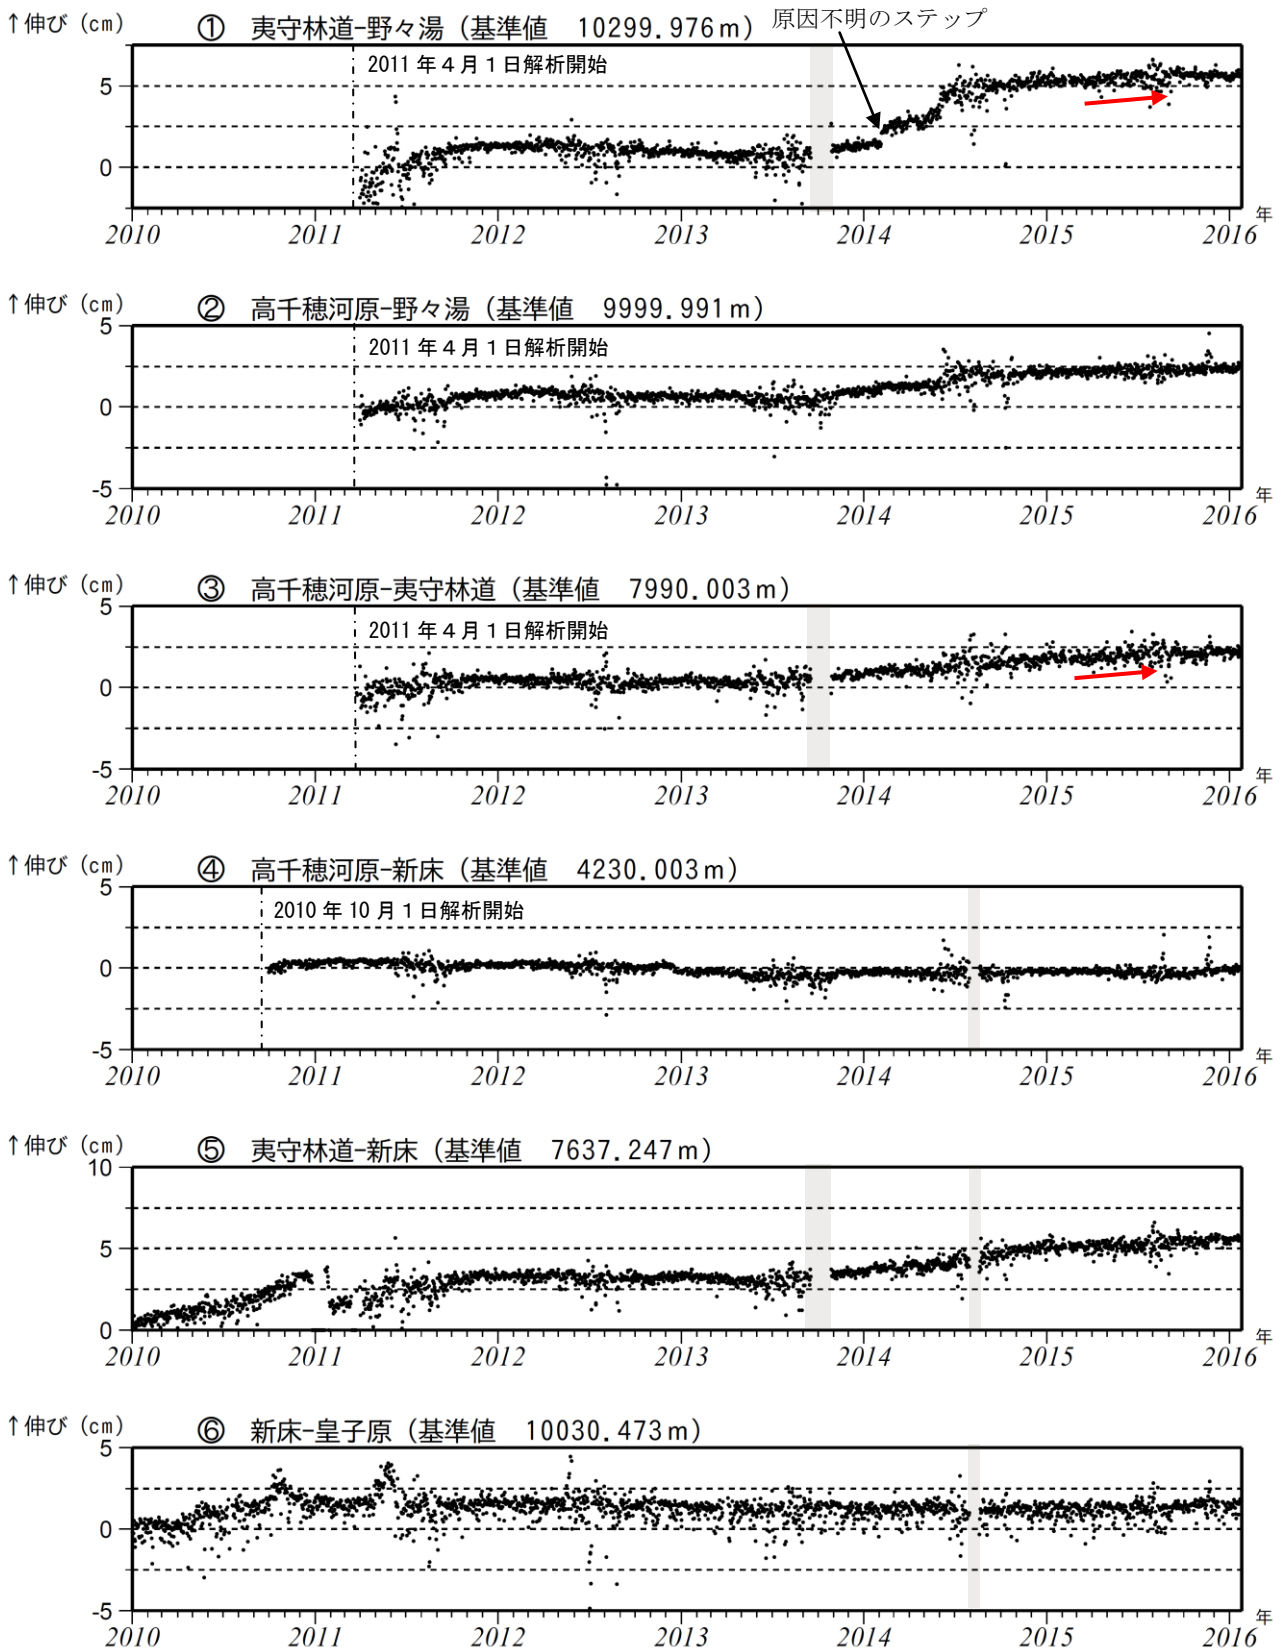 ↑伸び（cm） ① 夷守林道-野々湯（基準値 10299.976m） 原因不明のステップ
2011年4月1日解析開始
5
0
2010 2011 2012 2013 2014 2015 2016 年
↑伸び（cm） ② 高千穂河原-野々湯（基準値 9999.991m）
5
2011年4月1日解析開始
0
-5
2010 2011 2012 2013 2014 2015 2016 年
↑伸び（cm） ③ 高千穂河原-夷守林道（基準値 7990.003m）
5
2011年4月1日解析開始
0
-5
2010 2011 2012 2013 2014 2015 2016 年
↑伸び（cm） ④ 高千穂河原-新床（基準値 4230.003m）
5
2010年10月1日解析開始
0
-5
2010 2011 2012 2013 2014 2015 2016 年
↑伸び（cm） ⑤ 夷守林道-新床（基準値 7637.247m）
10
5
0
2010 2011 2012 2013 2014 2015 2016 年
↑伸び（cm） ⑥ 新床-皇子原（基準値 10030.473m）
5
0
-5
2010 2011 2012 2013 2014 2015 2016 年